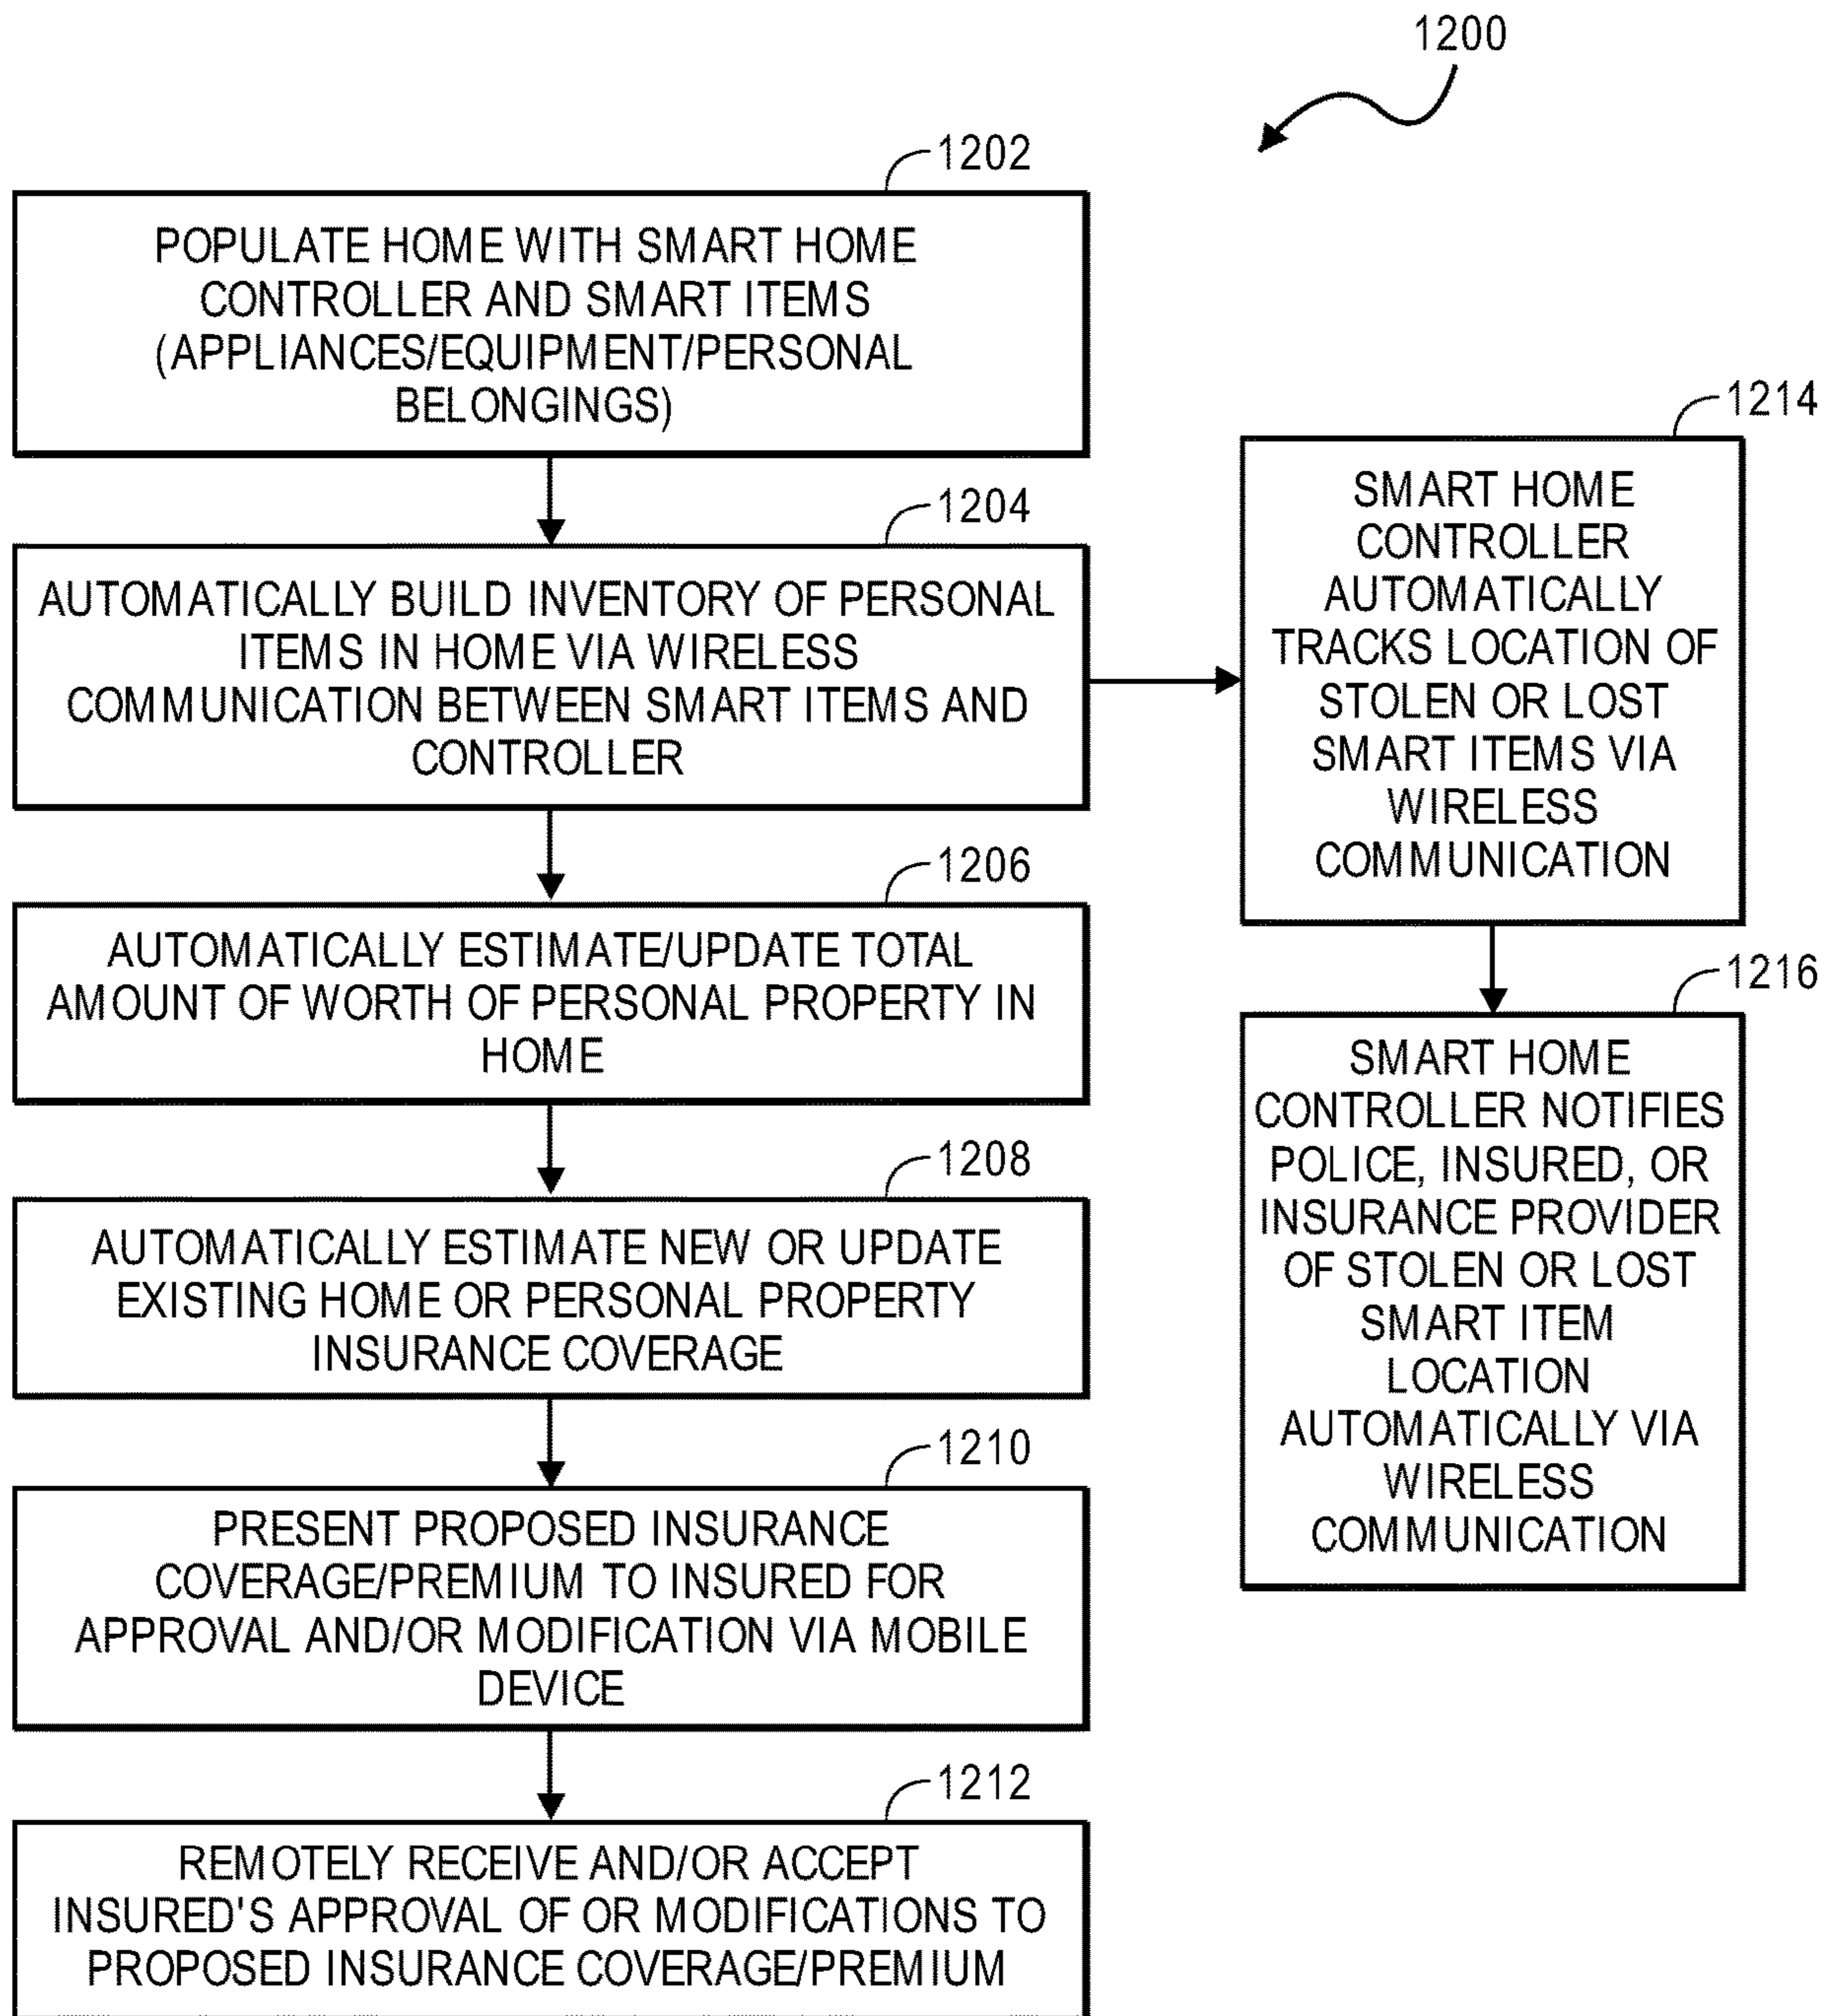 1200
1202
POPULATE HOME WITH SMART HOME
CONTROLLER AND SMART ITEMS
(APPLIANCES/EQUIPMENT/PERSONAL
BELONGINGS)
1204
AUTOMATICALLY BUILD INVENTORY OF PERSONAL
ITEMS IN HOME VIA WIRELESS
COMMUNICATION BETWEEN SMART ITEMS AND
CONTROLLER
1206
AUTOMATICALLY ESTIMATE/UPDATE TOTAL
AMOUNT OF WORTH OF PERSONAL PROPERTY IN
HOME
1208
AUTOMATICALLY ESTIMATE NEW OR UPDATE
EXISTING HOME OR PERSONAL PROPERTY
INSURANCE COVERAGE
1210
PRESENT PROPOSED INSURANCE
COVERAGE/PREMIUM TO INSURED FOR
APPROVAL AND/OR MODIFICATION VIA MOBILE
DEVICE
1212
REMOTELY RECEIVE AND/OR ACCEPT
INSURED'S APPROVAL OF OR MODIFICATIONS TO
PROPOSED INSURANCE COVERAGE/PREMIUM
1214
SMART HOME
CONTROLLER
AUTOMATICALLY
TRACKS LOCATION OF
STOLEN OR LOST
SMART ITEMS VIA
WIRELESS
COMMUNICATION
1216
SMART HOME
CONTROLLER NOTIFIES
POLICE, INSURED, OR
INSURANCE PROVIDER
OF STOLEN OR LOST
SMART ITEM
LOCATION
AUTOMATICALLY VIA
WIRELESS
COMMUNICATION